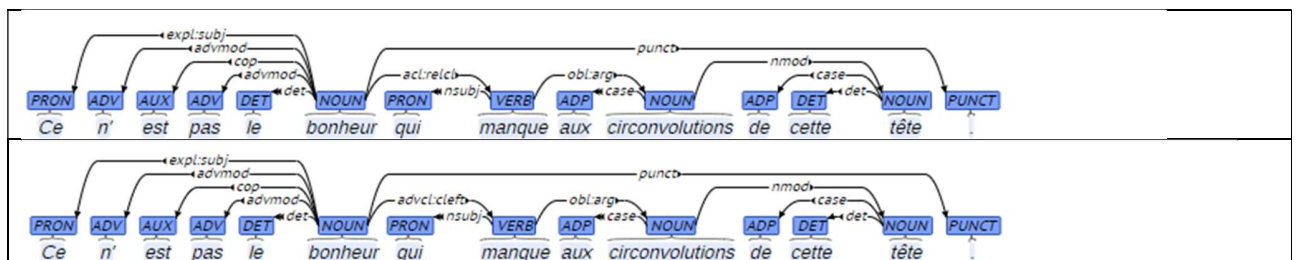 expl:subj
advmod
punct
cop
nmod
advmod acl:relcl obl:arg case
det nsubj case det
PRON ADV AUX ADV DET NOUN PRON VERB ADP NOUN ADP DET NOUN PUNCT
Ce n' est pas le bonheur qui manque aux circonvolutions de cette tête .
expl:subj
advmod punct
cop nmod
advmod advcl:cleft obl:arg case
det nsubj case det
PRON ADV AUX ADV DET NOUN PRON VERB ADP NOUN ADP DET NOUN PUNCT
Ce n' est pas le bonheur qui manque aux circonvolutions de cette tête .